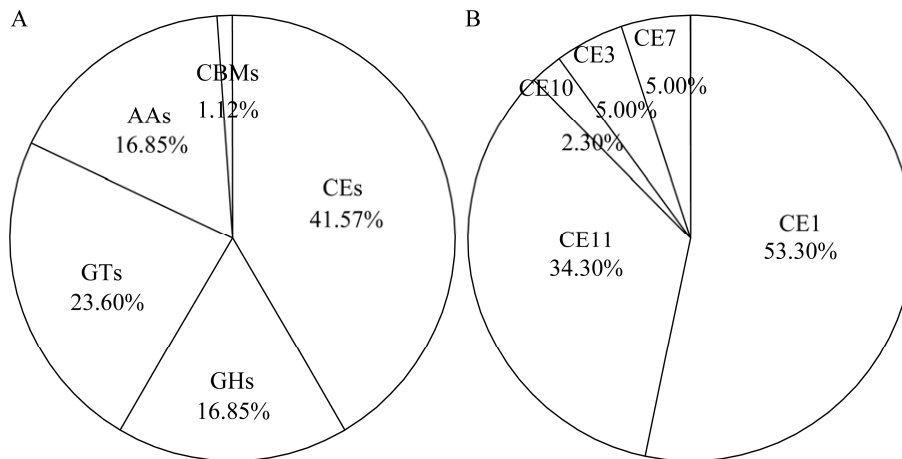 A
CBMs
1.12%
AAs
16.85%
CEs
41.57%
GTs
23.60%
GHs
16.85%
B
CE7
5.00%
CE3
5.00%
CE10
2.30%
CE1
53.30%
CE11
34.30%